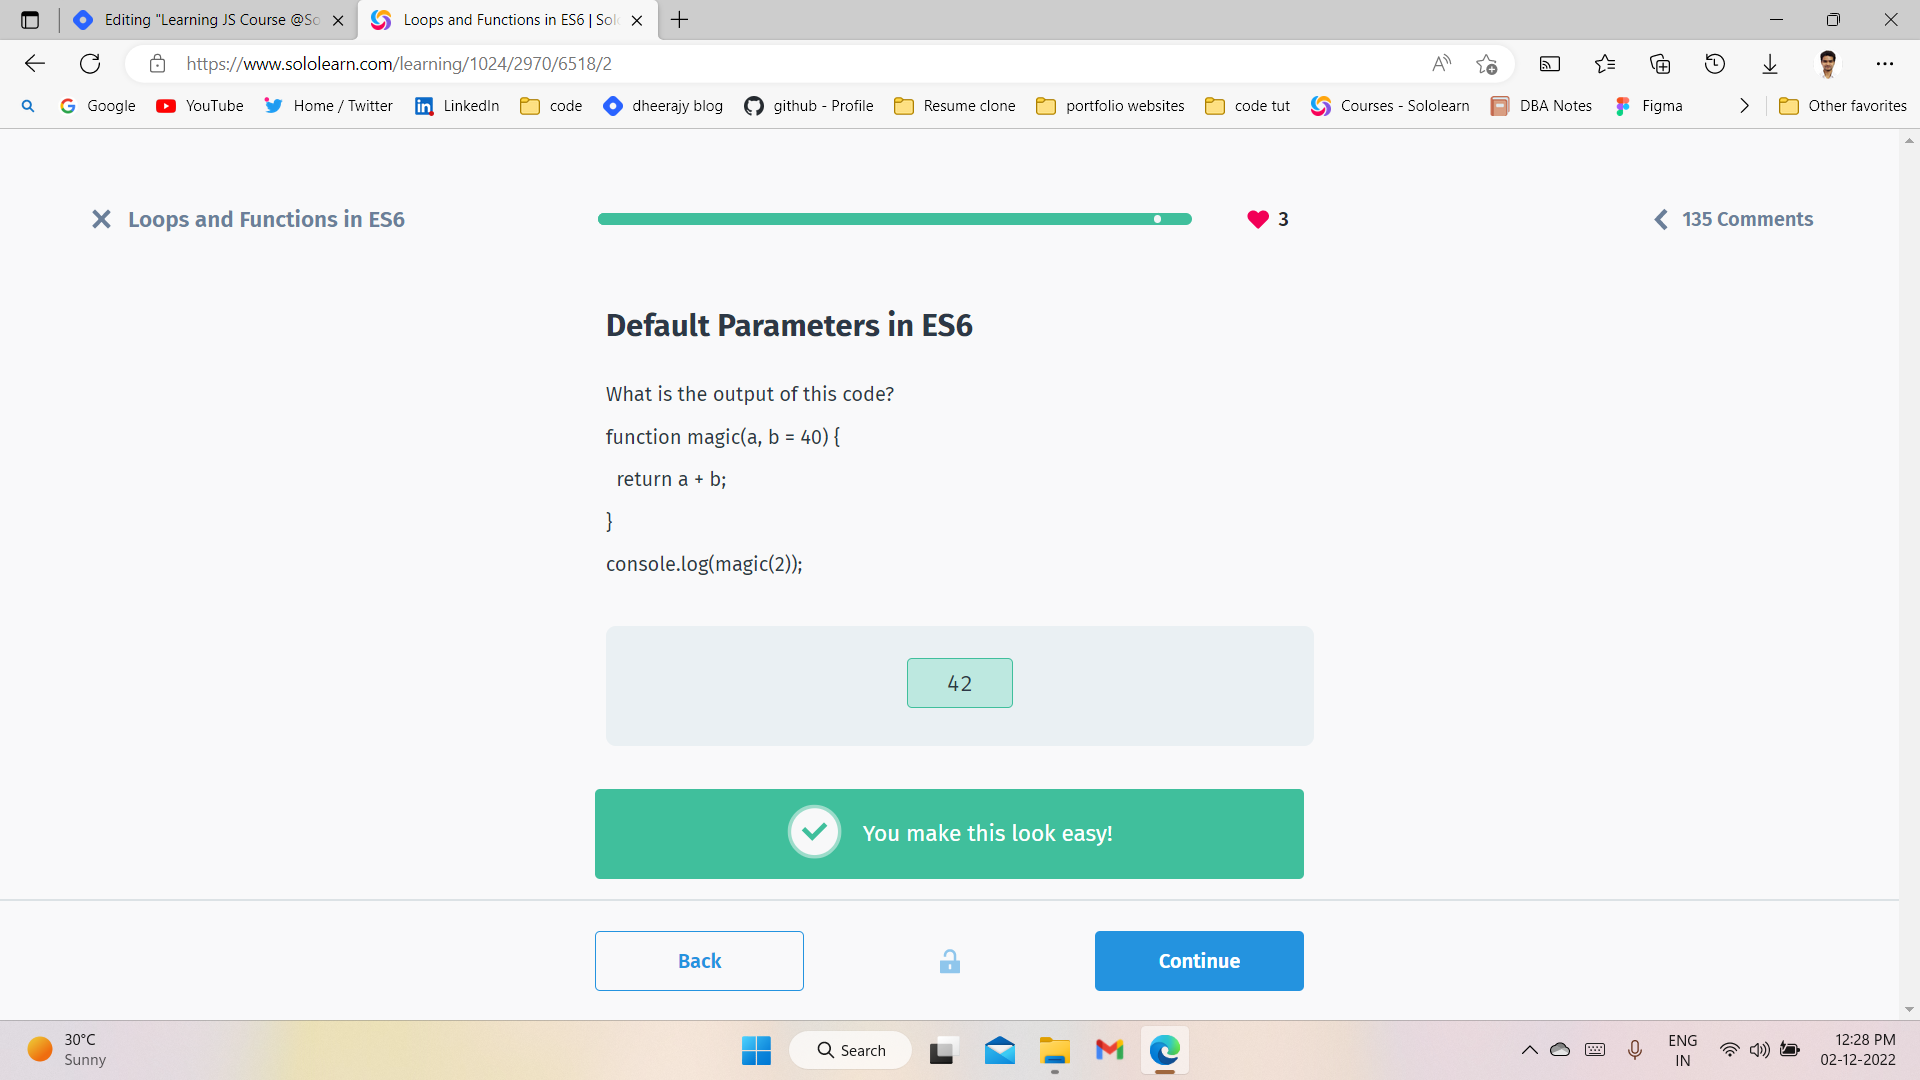 Editing "Learning JS Course @So
Loops and Functions in ES6 | Solo
https://www.sololearn.com/learning/1024/2970/6518/2
Google YouTube Home / Twitter LinkedIn code dheerajy blog github - Profile Resume clone portfolio websites code tut Courses - Sololearn DBA Notes Figma Other favorites
Loops and Functions in ES6
3
135 Comments
Default Parameters in ES6
What is the output of this code?
function magic(a, b = 40) {
return a + b;
}
console.log(magic(2));
42
You make this look easy!
Back
Continue
30°C
Sunny
Search
ENG
IN
12:28 PM
02-12-2022